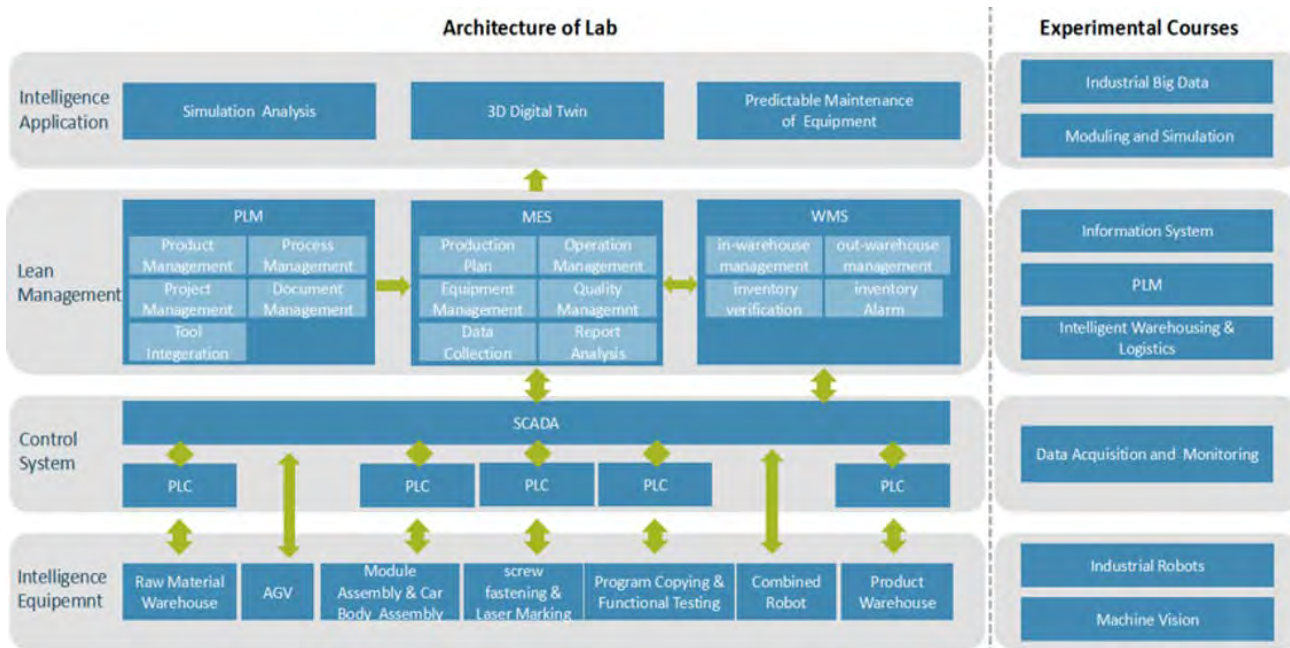 Architecture of Lab
Experimental Courses
Intelligence
Application
Simulation Analysis
3D Digital Twin
Predictable Maintenance
of Equipment
Industrial Big Data
Moduling and Simulation
Lean
Management
PLM
Product
Management
Process
Management
Project
Management
Document
Management
Tool
Integeration
MES
Production
Plan
Operation
Management
Equipment
Management
Quality
Managemnt
Data
Collection
Report
Analysis
WMS
in-warehouse
management
out-warehouse
management
inventory
verification
inventory
Alarm
Information System
PLM
Intelligent Warehousing &
Logistics
Control
System
SCADA
PLC
PLC
PLC
PLC
PLC
Data Acquisition and Monitoring
Intelligence
Equipemnt
Raw Material
Warehouse
AGV
Module
Assembly & Car
Body Assembly
screw
fastening &
Laser Marking
Program Copying &
Functional Testing
Combined
Robot
Product
Warehouse
Industrial Robots
Machine Vision